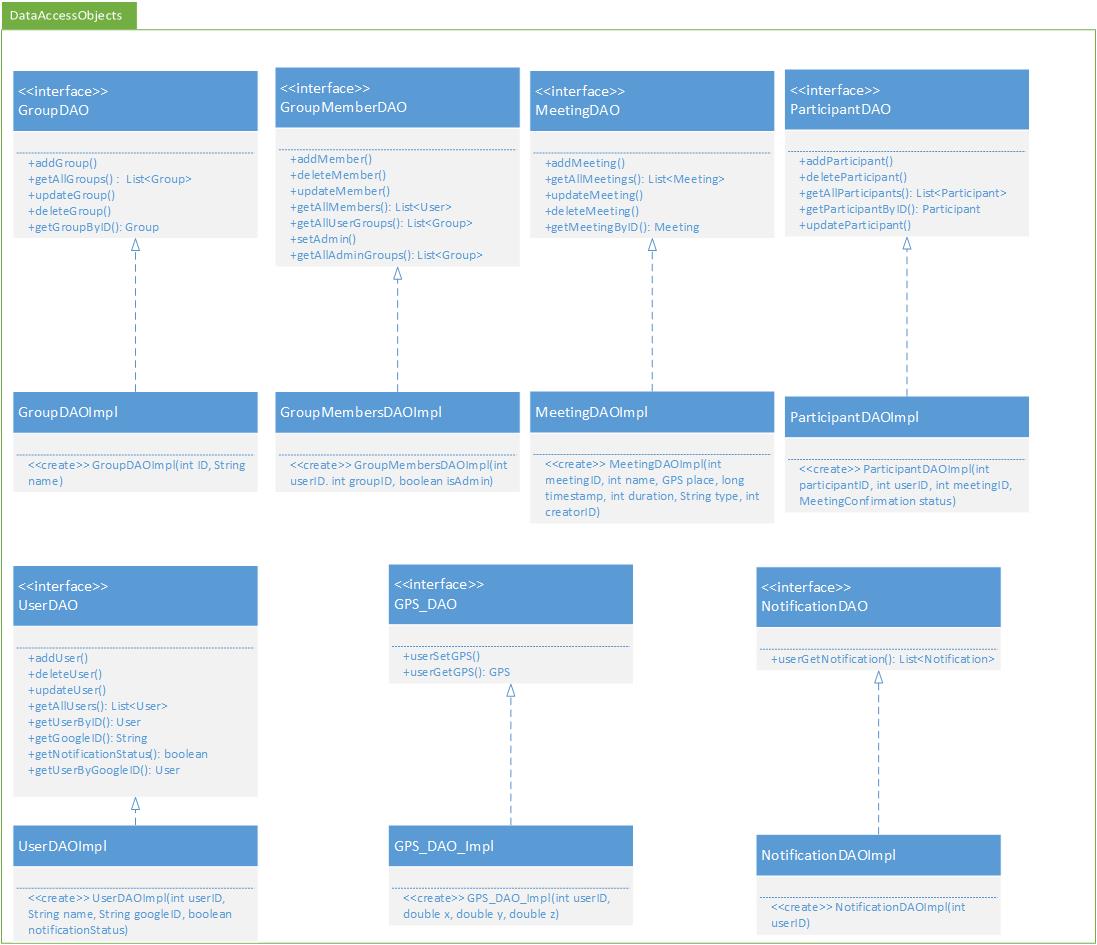 DataAccessObjects
<<interface>>
GroupDAO
+addGroup()
+getAllGroups() : List<Group>
+updateGroup()
+deleteGroup()
+getGroupByID(): Group
<<interface>>
GroupMemberDAO
+addMember()
+deleteMember()
+updateMember()
+getAllMembers(): List<User>
+getAllUserGroups(): List<Group>
+setAdmin()
+getAllAdminGroups(): List<Group>
<<interface>>
MeetingDAO
+addMeeting()
+getAllMeetings(): List<Meeting>
+updateMeeting()
+deleteMeeting()
+getMeetingByID(): Meeting
<<interface>>
ParticipantDAO
+addParticipant()
+deleteParticipant()
+getAllParticipants(): List<Participant>
+getParticipantByID(): Participant
+updateParticipant()
GroupDAOImpl
<<create>> GroupDAOImpl(int ID, String
name)
GroupMembersDAOImpl
<<create>> GroupMembersDAOImpl(int
userID. int groupID, boolean isAdmin)
MeetingDAOImpl
<<create>> MeetingDAOImpl(int
meetingID, int name, GPS place, long
timestamp, int duration, String type, int
creatorID)
ParticipantDAOImpl
<<create>> ParticipantDAOImpl(int
participantID, int userID, int meetingID,
MeetingConfirmation status)
<<interface>>
UserDAO
+addUser()
+deleteUser()
+updateUser()
+getAllUsers(): List<User>
+getUserByID(): User
+getGoogleID(): String
+getNotificationStatus(): boolean
+getUserByGoogleID(): User
<<interface>>
GPS_DAO
+userSetGPS()
+userGetGPS(): GPS
<<interface>>
NotificationDAO
+userGetNotification(): List<Notification>
UserDAOImpl
<<create>> UserDAOImpl(int userID,
String name, String googleID, boolean
notificationStatus)
GPS_DAO_Impl
<<create>> GPS_DAO_Impl(int userID,
double x, double y, double z)
NotificationDAOImpl
<<create>> NotificationDAOImpl(int
userID)